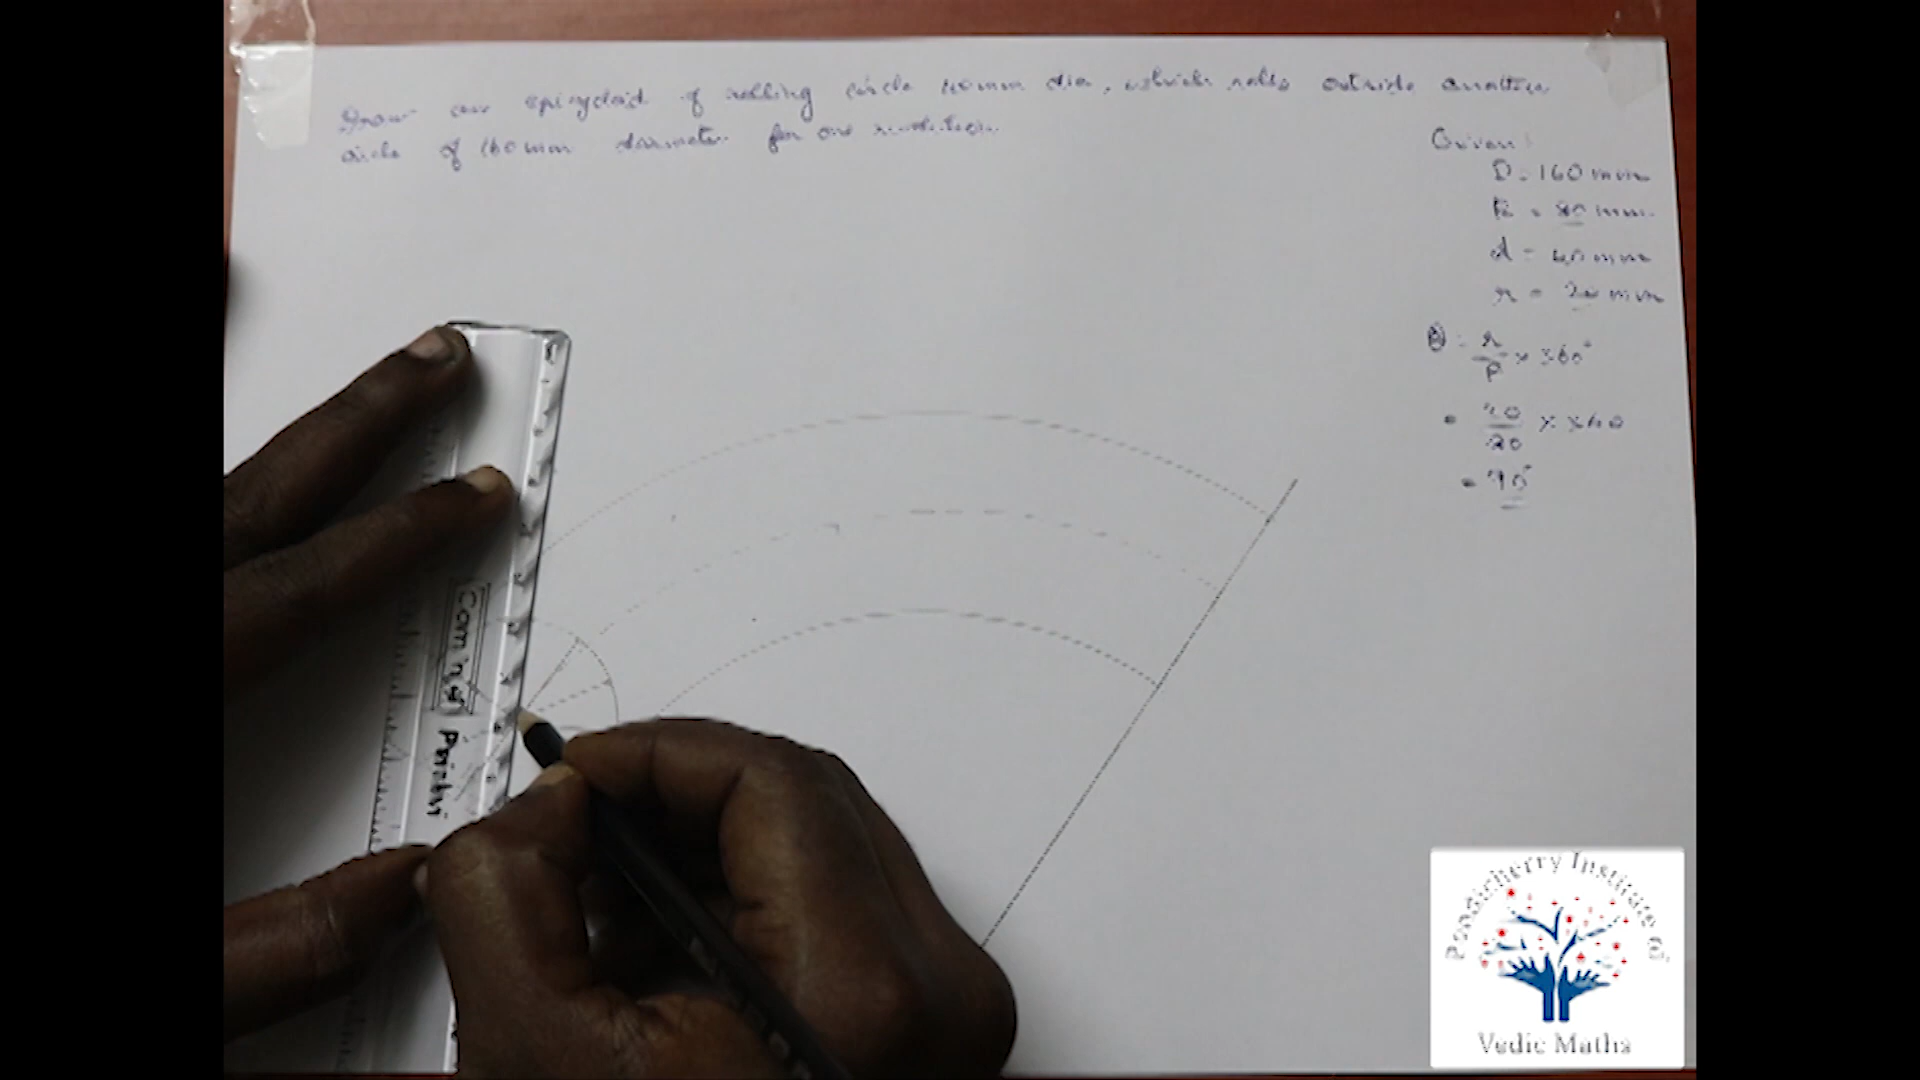 Draw an epicycloid of rolling circle 40mm dia, which rolls outside another
circle of 160mm diameter for one revolution.
Given:
D = 160 mm
R = 80 mm
d = 40 mm
r = 20 mm
θ = r/R × 360°
= 20/80 × 360
= 90°
Pondicherry Institute of
Vedic Maths